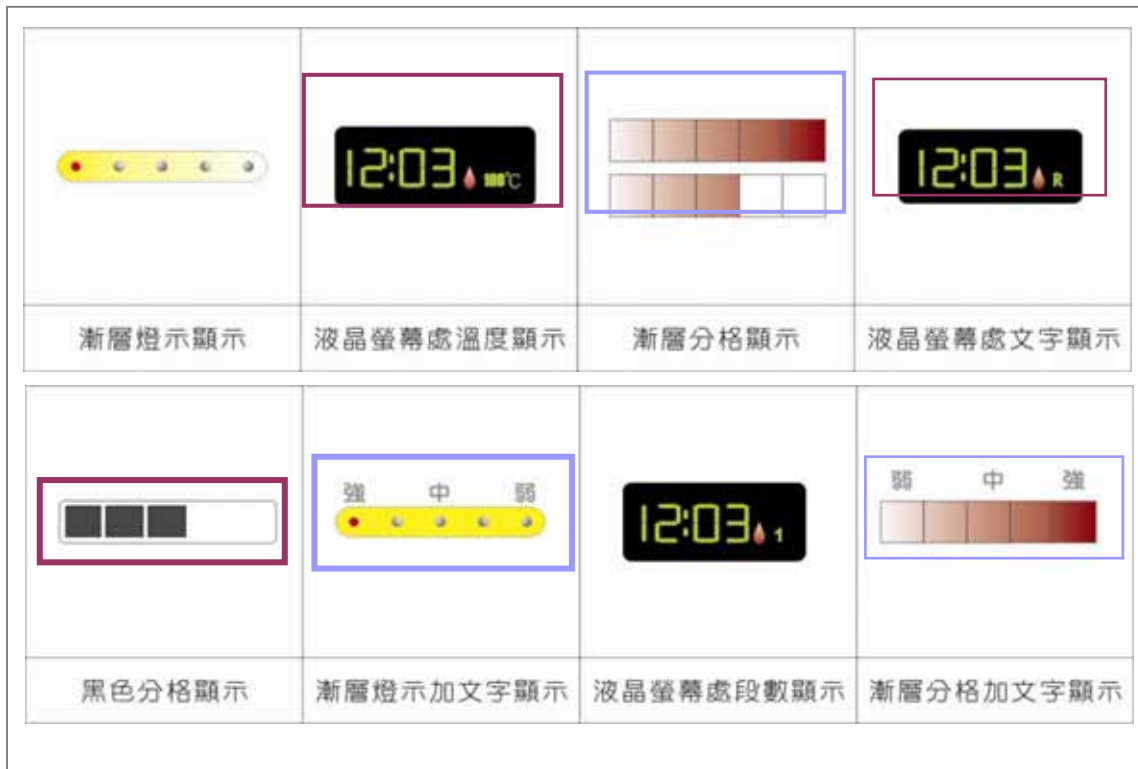 12:03 100°C
12:03 R
漸層燈示顯示
液晶螢幕處溫度顯示
漸層分格顯示
液晶螢幕處文字顯示
強 中 弱
12:03 1
弱 中 強
黑色分格顯示
漸層燈示加文字顯示
液晶螢幕處段數顯示
漸層分格加文字顯示